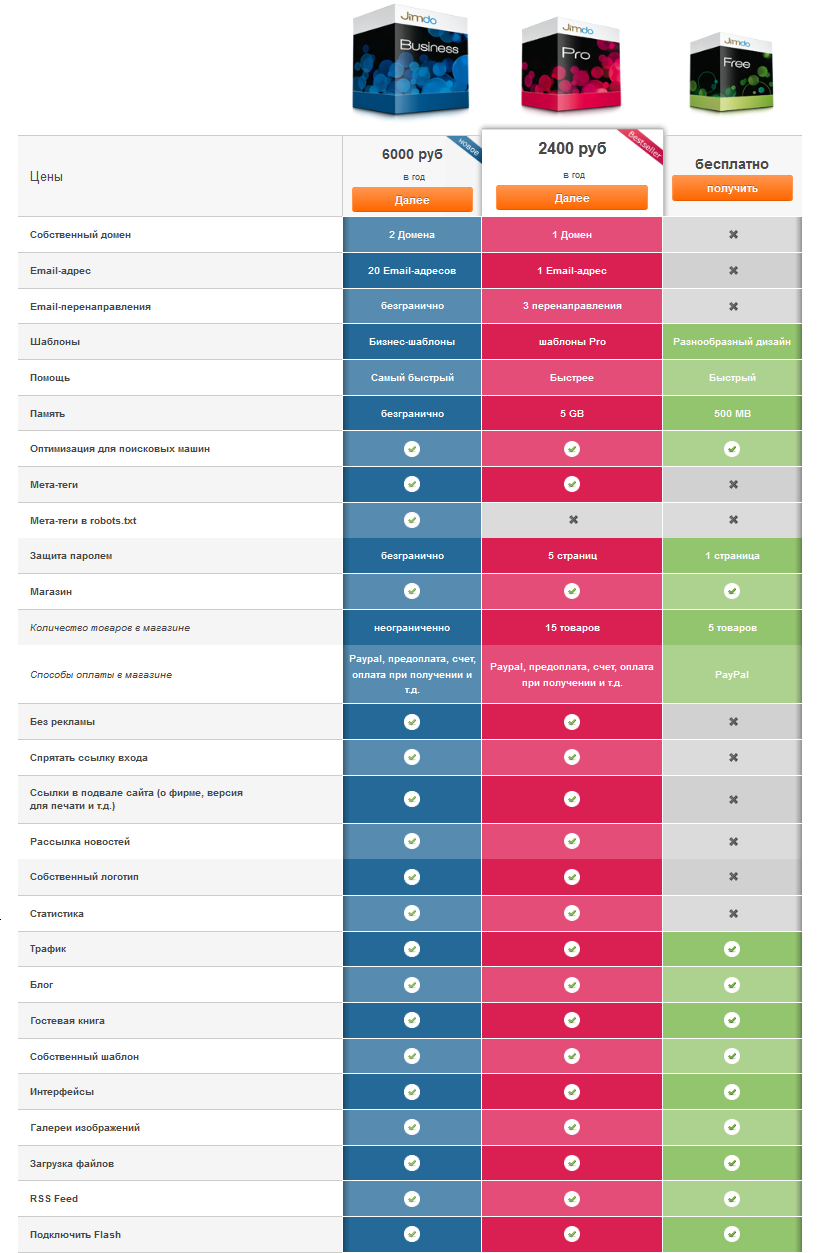 Jimdo
Business
Jimdo
Pro
Jimdo
Free
Цены
6000 руб
новое
в год
Далее
2400 руб
Bestseller
в год
Далее
бесплатно
получить
Собственный домен 2 Домена 1 Домен
Email-адрес 20 Email-адресов 1 Email-адрес
Email-перенаправления безгранично 3 перенаправления
Шаблоны Бизнес-шаблоны шаблоны Pro Разнообразный дизайн
Помощь Самый быстрый Быстрее Быстрый
Память безгранично 5 GB 500 MB
Оптимизация для поисковых машин
Мета-теги
Мета-теги в robots.txt
Защита паролем безгранично 5 страниц 1 страница
Магазин
Количество товаров в магазине неограниченно 15 товаров 5 товаров
Способы оплаты в магазине
Paypal, предоплата, счет,
оплата при получении и
т.д.
Paypal, предоплата, счет, оплата
при получении и т.д.
PayPal
Без рекламы
Спрятать ссылку входа
Ссылки в подвале сайта (о фирме, версия
для печати и т.д.)
Рассылка новостей
Собственный логотип
Статистика
Трафик
Блог
Гостевая книга
Собственный шаблон
Интерфейсы
Галереи изображений
Загрузка файлов
RSS Feed
Подключить Flash